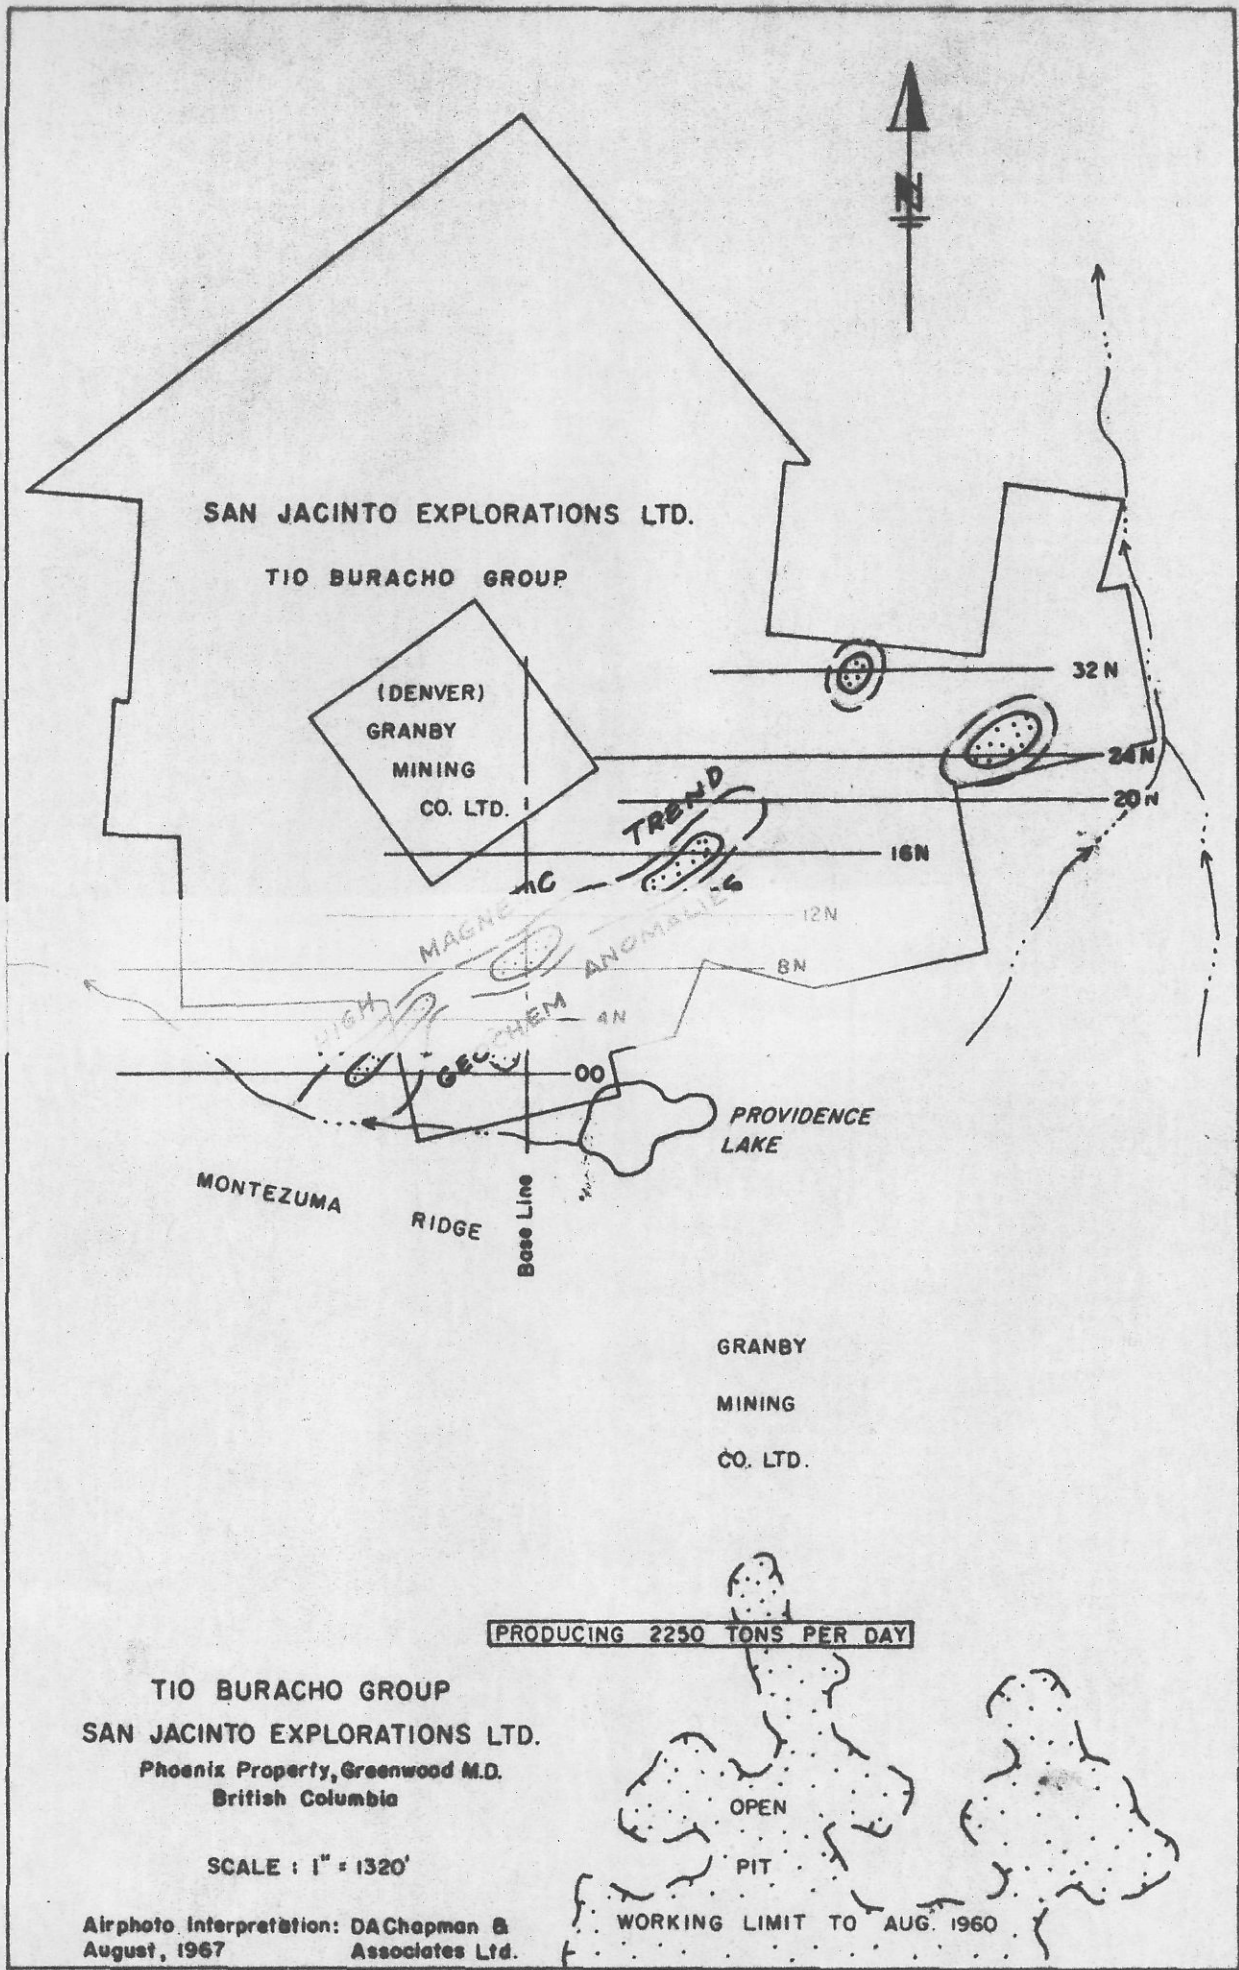 N
SAN JACINTO EXPLORATIONS LTD.
TIO BURACHO GROUP
(DENVER)
GRANBY
MINING
CO. LTD.
32 N
24N
20N
TREND
16N
12N
HIGH MAGNETIC
8N
GEOCHEM ANOMALIES
4N
00
PROVIDENCE
LAKE
MONTEZUMA RIDGE
Base Line
GRANBY
MINING
CO. LTD.
PRODUCING 2250 TONS PER DAY
TIO BURACHO GROUP
SAN JACINTO EXPLORATIONS LTD.
Phoenix Property, Greenwood M.D.
British Columbia
OPEN
PIT
SCALE : 1" = 1320'
WORKING LIMIT TO AUG. 1960
Airphoto Interpretation: DAChapman &
August, 1967 Associates Ltd.